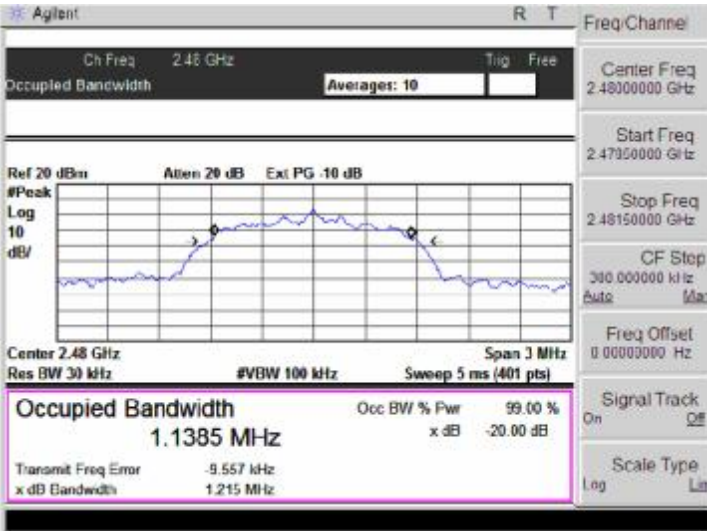 Agilent R T
Ch Freq 2.48 GHz Trig Free
Occupied Bandwidth Averages: 10
Ref 20 dBm Atten 20 dB Ext PG -10 dB
#Peak
Log
10
dB/
Center 2.48 GHz Span 3 MHz
Res BW 30 kHz #VBW 100 kHz Sweep 5 ms (401 pts)
Occupied Bandwidth Occ BW % Pwr 99.00 %
1.1385 MHz x dB -20.00 dB
Transmit Freq Error -9.557 kHz
x dB Bandwidth 1.215 MHz
Freq/Channel
Center Freq
2.48000000 GHz
Start Freq
2.47850000 GHz
Stop Freq
2.48150000 GHz
CF Step
300.000000 kHz
Auto Man
Freq Offset
0.00000000 Hz
Signal Track
On Off
Scale Type
Log Lin